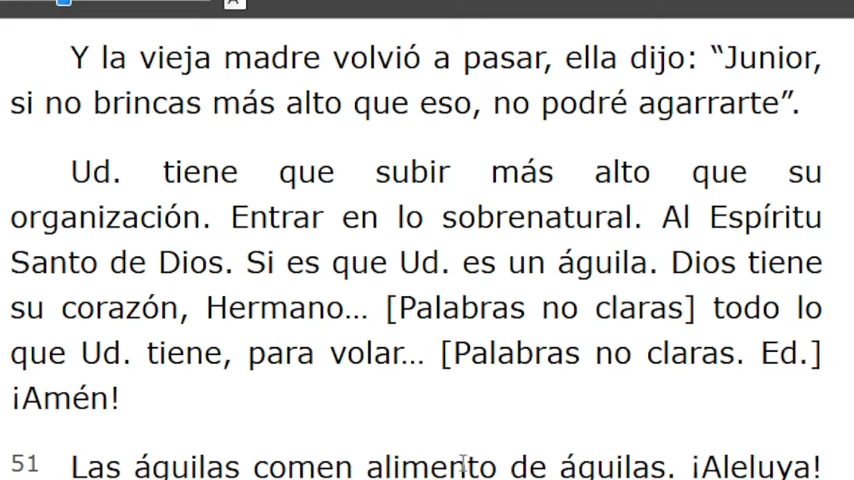 Y la vieja madre volvió a pasar, ella dijo: “Junior,
si no brincas más alto que eso, no podré agarrarte”.
Ud. tiene que subir más alto que su
organización. Entrar en lo sobrenatural. Al Espíritu
Santo de Dios. Si es que Ud. es un águila. Dios tiene
su corazón, Hermano... [Palabras no claras] todo lo
que Ud. tiene, para volar... [Palabras no claras. Ed.]
¡Amén!
51 Las águilas comen alimento de águilas. ¡Aleluya!